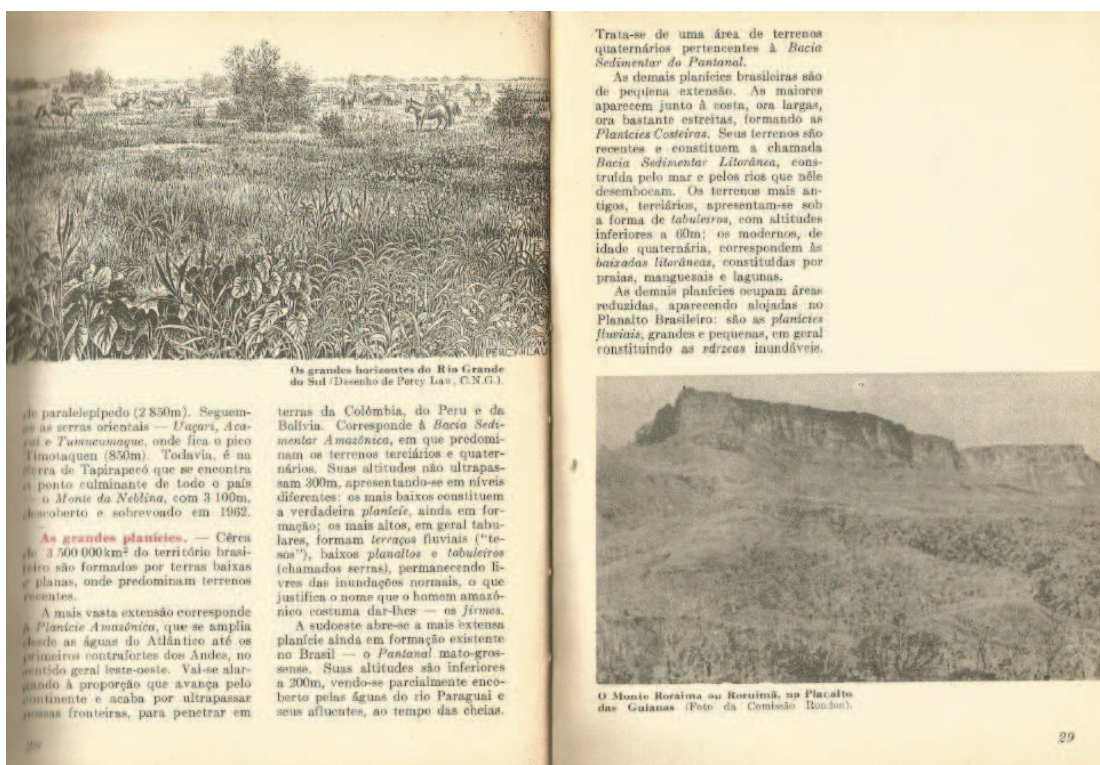 PERCY LAU
Os grandes horizontes do Rio Grande
do Sul (Desenho de Percy Lau, C.N.G.).
de paralelepípedo (2 850m). Seguem-
se as serras orientais — Uaçari, Aca-
raí e Tumucumaque, onde fica o pico
Timotaquen (850m). Todavia, é na
Serra de Tapirapecó que se encontra
o ponto culminante de todo o país
— o Monte da Neblina, com 3 100m,
descoberto e sobrevoado em 1962.
As grandes planícies. — Cêrca
de 3 500 000km² do território brasi-
leiro são formados por terras baixas
e planas, onde predominam terrenos
recentes.
A mais vasta extensão corresponde
à Planície Amazônica, que se amplia
desde as águas do Atlântico até os
primeiros contrafortes dos Andes, no
sentido geral leste-oeste. Vai-se alar-
gando à proporção que avança pelo
continente e acaba por ultrapassar
nossas fronteiras, para penetrar em
28
terras da Colômbia, do Peru e da
Bolívia. Corresponde à Bacia Sedi-
mentar Amazônica, em que predomi-
nam os terrenos terciários e quater-
nários. Suas altitudes não ultrapas-
sam 300m, apresentando-se em níveis
diferentes: os mais baixos constituem
a verdadeira planície, ainda em for-
mação; os mais altos, em geral tabu-
lares, formam terraços fluviais ("te-
sos"), baixos planaltos e tabuleiros
(chamados serras), permanecendo li-
vres das inundações normais, o que
justifica o nome que o homem amazô-
nico costuma dar-lhes — os firmes.
A sudoeste abre-se a mais extensa
planície ainda em formação existente
no Brasil — o Pantanal mato-gros-
sense. Suas altitudes são inferiores
a 200m, vendo-se parcialmente enco-
berto pelas águas do rio Paraguai e
seus afluentes, ao tempo das cheias.
Trata-se de uma área de terrenos
quaternários pertencentes à Bacia
Sedimentar do Pantanal.
As demais planícies brasileiras são
de pequena extensão. As maiores
aparecem junto à costa, ora largas,
ora bastante estreitas, formando as
Planícies Costeiras. Seus terrenos são
recentes e constituem a chamada
Bacia Sedimentar Litorânea, cons-
truída pelo mar e pelos rios que nêle
desembocam. Os terrenos mais an-
tigos, terciários, apresentam-se sob
a forma de tabuleiros, com altitudes
inferiores a 60m; os modernos, de
idade quaternária, correspondem às
baixadas litorâneas, constituídas por
praias, manguezais e lagunas.
As demais planícies ocupam áreas
reduzidas, aparecendo alojadas no
Planalto Brasileiro: são as planícies
fluviais, grandes e pequenas, em geral
constituindo as várzeas inundáveis.
O Monte Roraima ou Roruimã, no Placalto
das Guianas (Foto da Comissão Rondon).
29